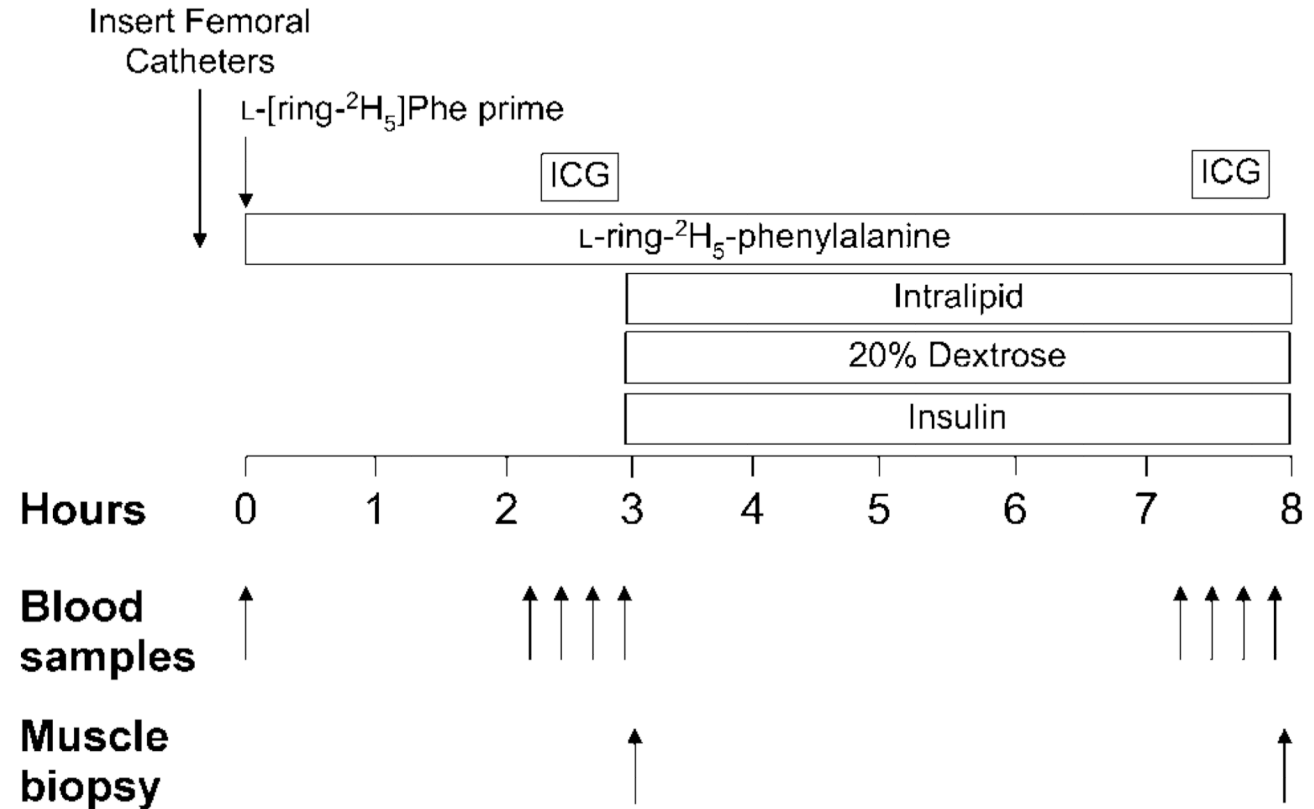 Insert Femoral
Catheters
L-[ring-²H₅]Phe prime
ICG
ICG
L-ring-²H₅-phenylalanine
Intralipid
20% Dextrose
Insulin
Hours 0 1 2 3 4 5 6 7 8
Blood
samples
Muscle
biopsy